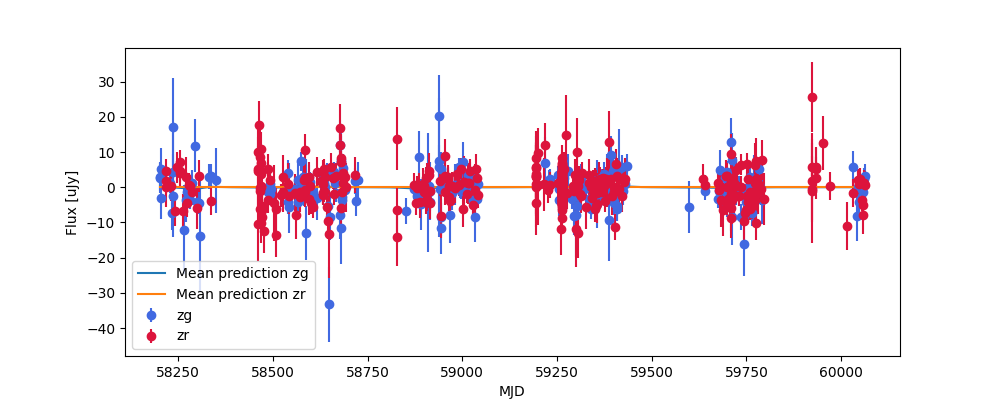 30
20
10
0
−10
−20
−30
−40
Flux [uJy]
Mean prediction zg
Mean prediction zr
zg
zr
58250 58500 58750 59000 59250 59500 59750 60000
MJD